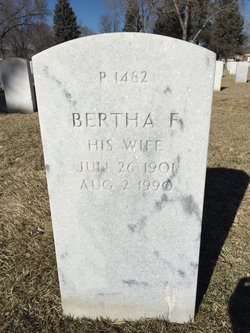 P 1482
BERTHA F
HIS WIFE
JUN 26 1901
AUG 2 1990